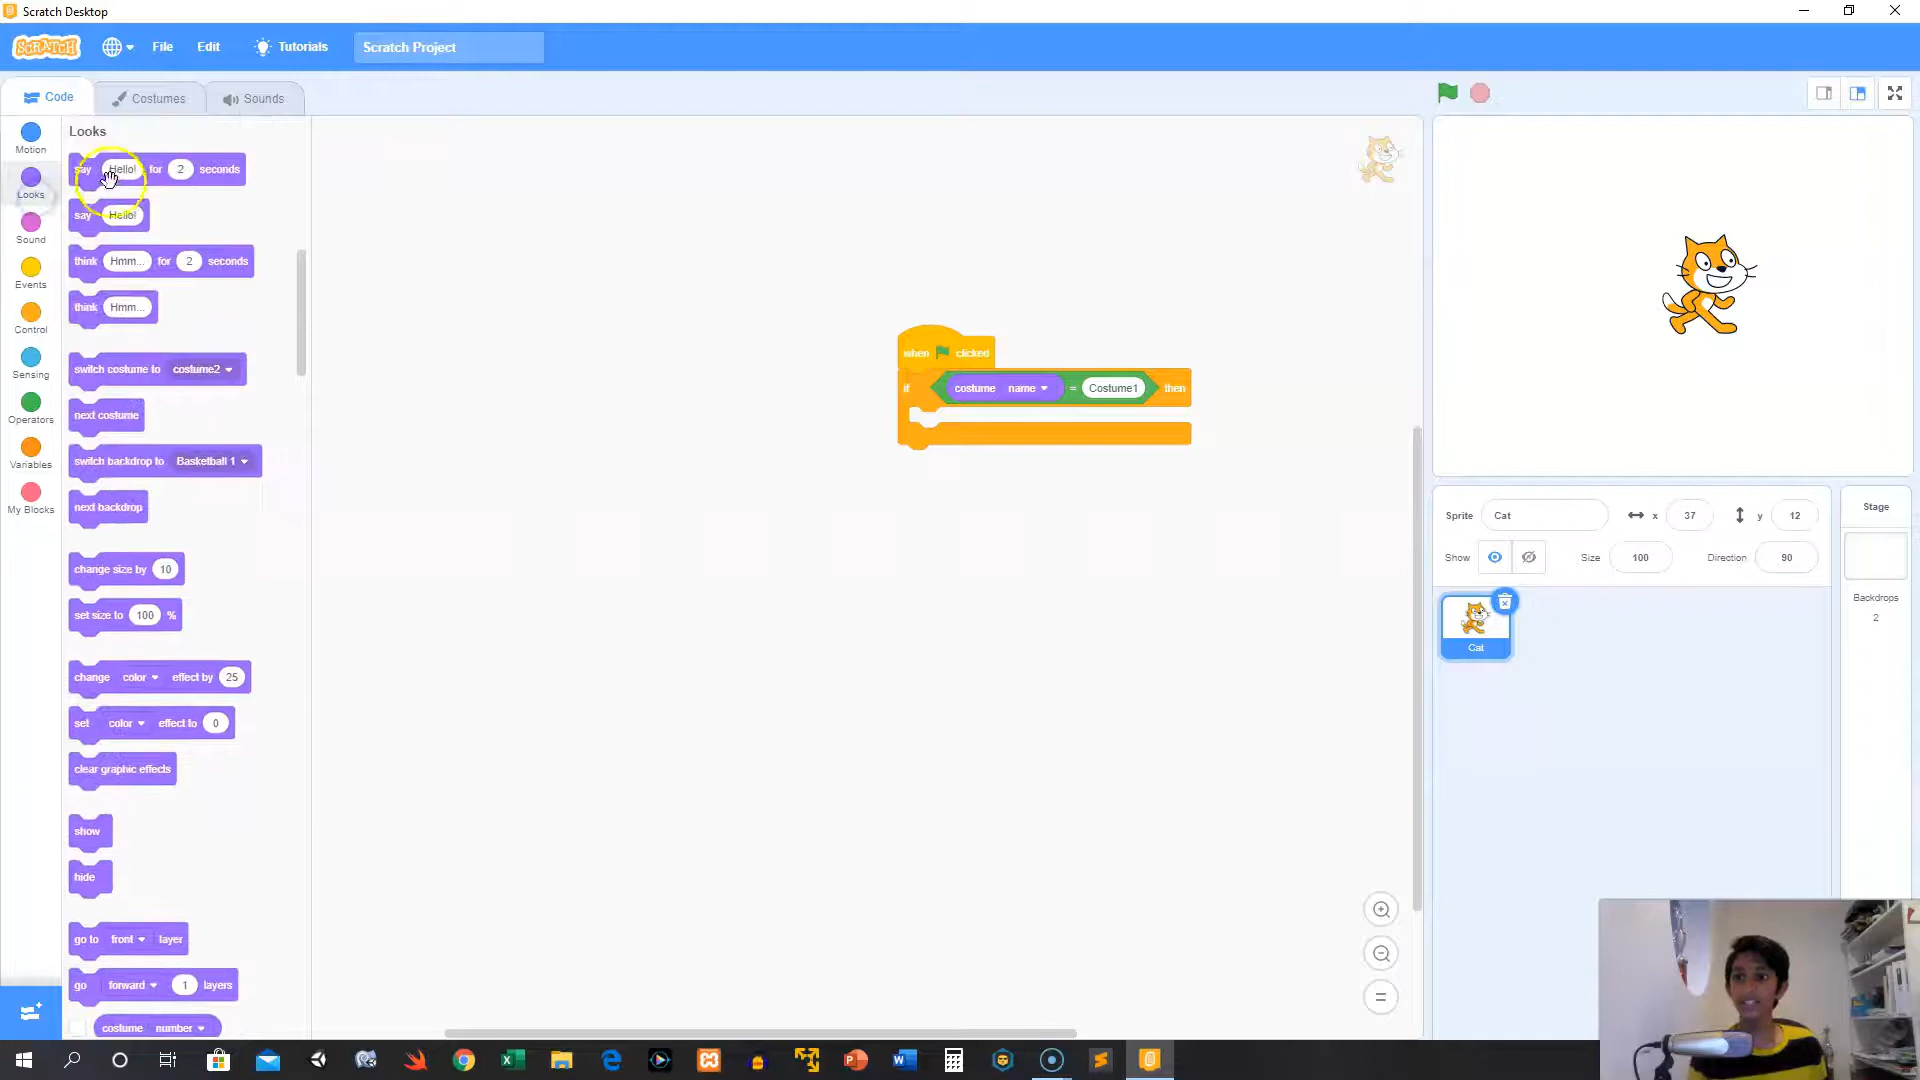 Scratch Desktop
SCRATCH File Edit Tutorials Scratch Project
Code Costumes Sounds
Motion
Looks
Sound
Events
Control
Sensing
Operators
Variables
My Blocks
Looks
say Hello! for 2 seconds
say Hello!
think Hmm... for 2 seconds
think Hmm...
switch costume to costume2
next costume
switch backdrop to Basketball 1
next backdrop
change size by 10
set size to 100 %
change color effect by 25
set color effect to 0
clear graphic effects
show
hide
go to front layer
go forward 1 layers
costume number
when clicked
if costume name = Costume1 then
Sprite Cat x 37 y 12
Show Size 100 Direction 90
Cat
Stage
Backdrops
2